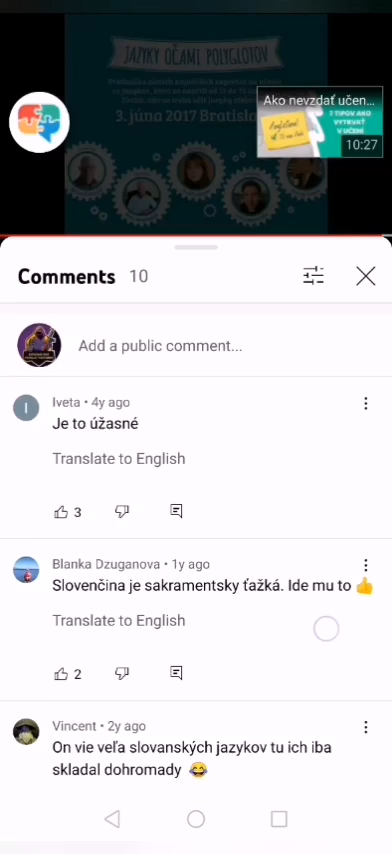 JAZYKY OČAMI POLYGLOTOV
3. júna 2017 Bratisla
Ako nevzdať učen...
7 TIPOV AKO
VYTRVAŤ
V UČENÍ
10:27
Comments 10
Add a public comment...
I
Iveta • 4y ago
Je to úžasné
Translate to English
3
Blanka Dzuganova • 1y ago
Slovenčina je sakramentsky ťažká. Ide mu to 👍
Translate to English
2
Vincent • 2y ago
On vie veľa slovanských jazykov tu ich iba
skladal dohromady 😂